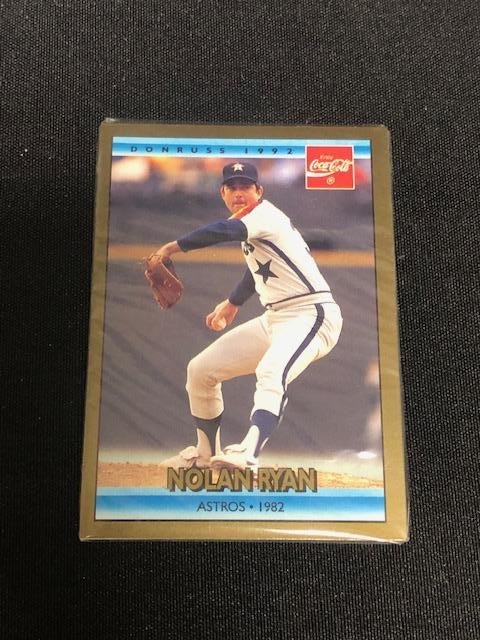 DONRUSS 1992
Enjoy
Coca-Cola
®
NOLAN RYAN
ASTROS • 1982